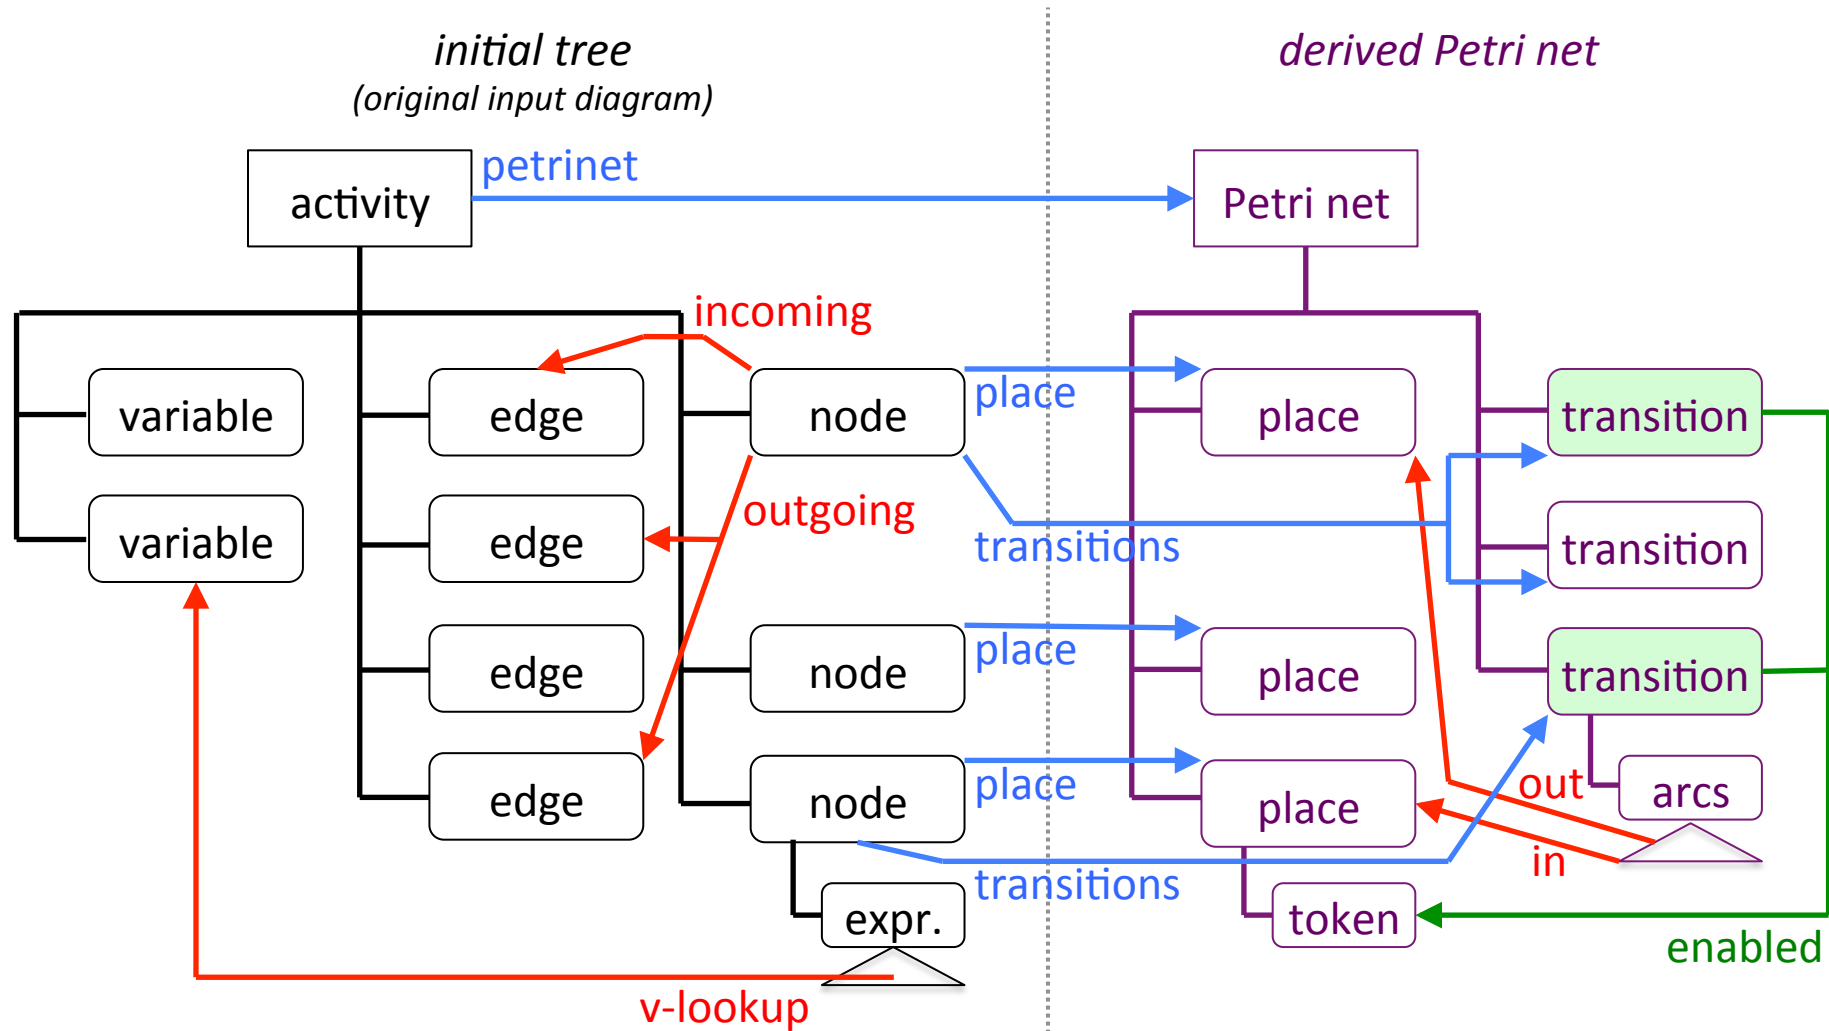 initial tree
(original input diagram)
derived Petri net
activity
petrinet
Petri net
incoming
variable
edge
node
place
place
transition
variable
edge
outgoing
transitions
transition
edge
node
place
place
transition
edge
node
place
place
out
arcs
in
expr.
transitions
token
enabled
v-lookup